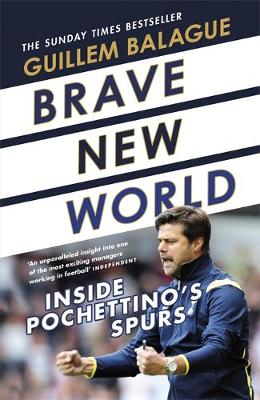 THE SUNDAY TIMES BESTSELLER
GUILLEM BALAGUE
BRAVE
NEW
WORLD
'An unparalleled insight into one
of the most exciting managers
working in football' INDEPENDENT
INSIDE
POCHETTINO'S
SPURS